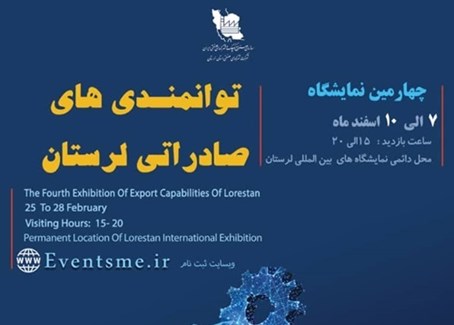 چهارمین نمایشگاه
توانمندی های
صادراتی لرستان
۷ الی ۱۰ اسفند ماه
ساعت بازدید : ۱۵ الی ۲۰
محل دائمی نمایشگاه های بین المللی لرستان
The Fourth Exhibition Of Export Capabilities Of Lorestan
25 To 28 February
Visiting Hours: 15- 20
Permanent Location Of Lorestan International Exhibition
WWW Eventsme.ir وبسایت ثبت نام